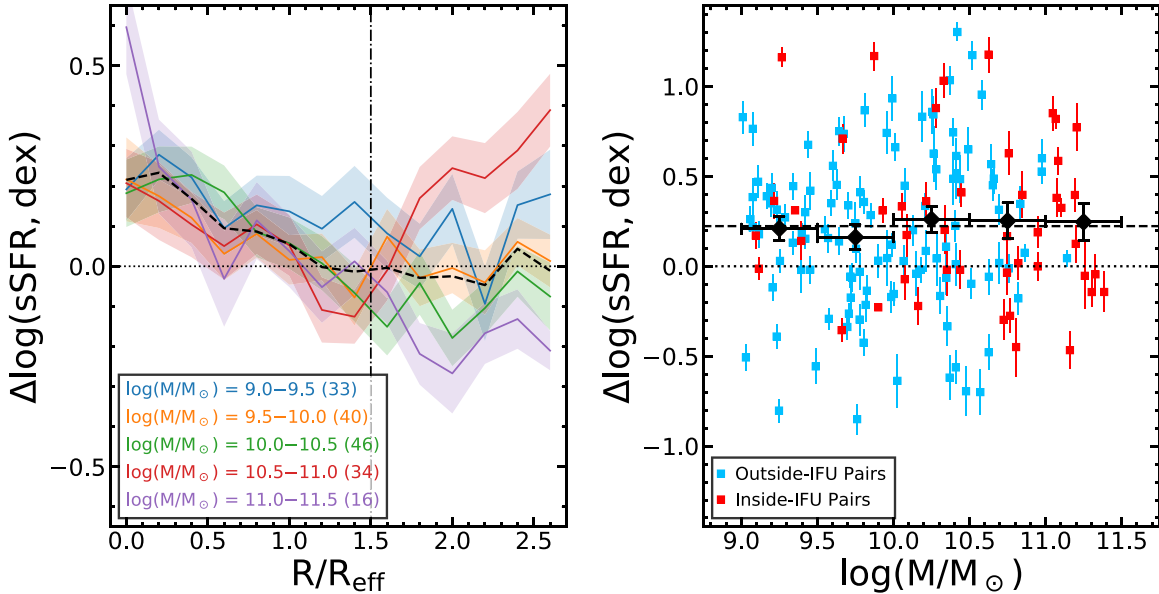 Δlog(sSFR, dex)
0.5
0.0
−0.5
log(M/M⊙) = 9.0−9.5 (33)
log(M/M⊙) = 9.5−10.0 (40)
log(M/M⊙) = 10.0−10.5 (46)
log(M/M⊙) = 10.5−11.0 (34)
log(M/M⊙) = 11.0−11.5 (16)
0.0 0.5 1.0 1.5 2.0 2.5
R/Reff
Δlog(sSFR, dex)
1.0
0.5
0.0
−0.5
−1.0
Outside-IFU Pairs
Inside-IFU Pairs
9.0 9.5 10.0 10.5 11.0 11.5
log(M/M⊙)